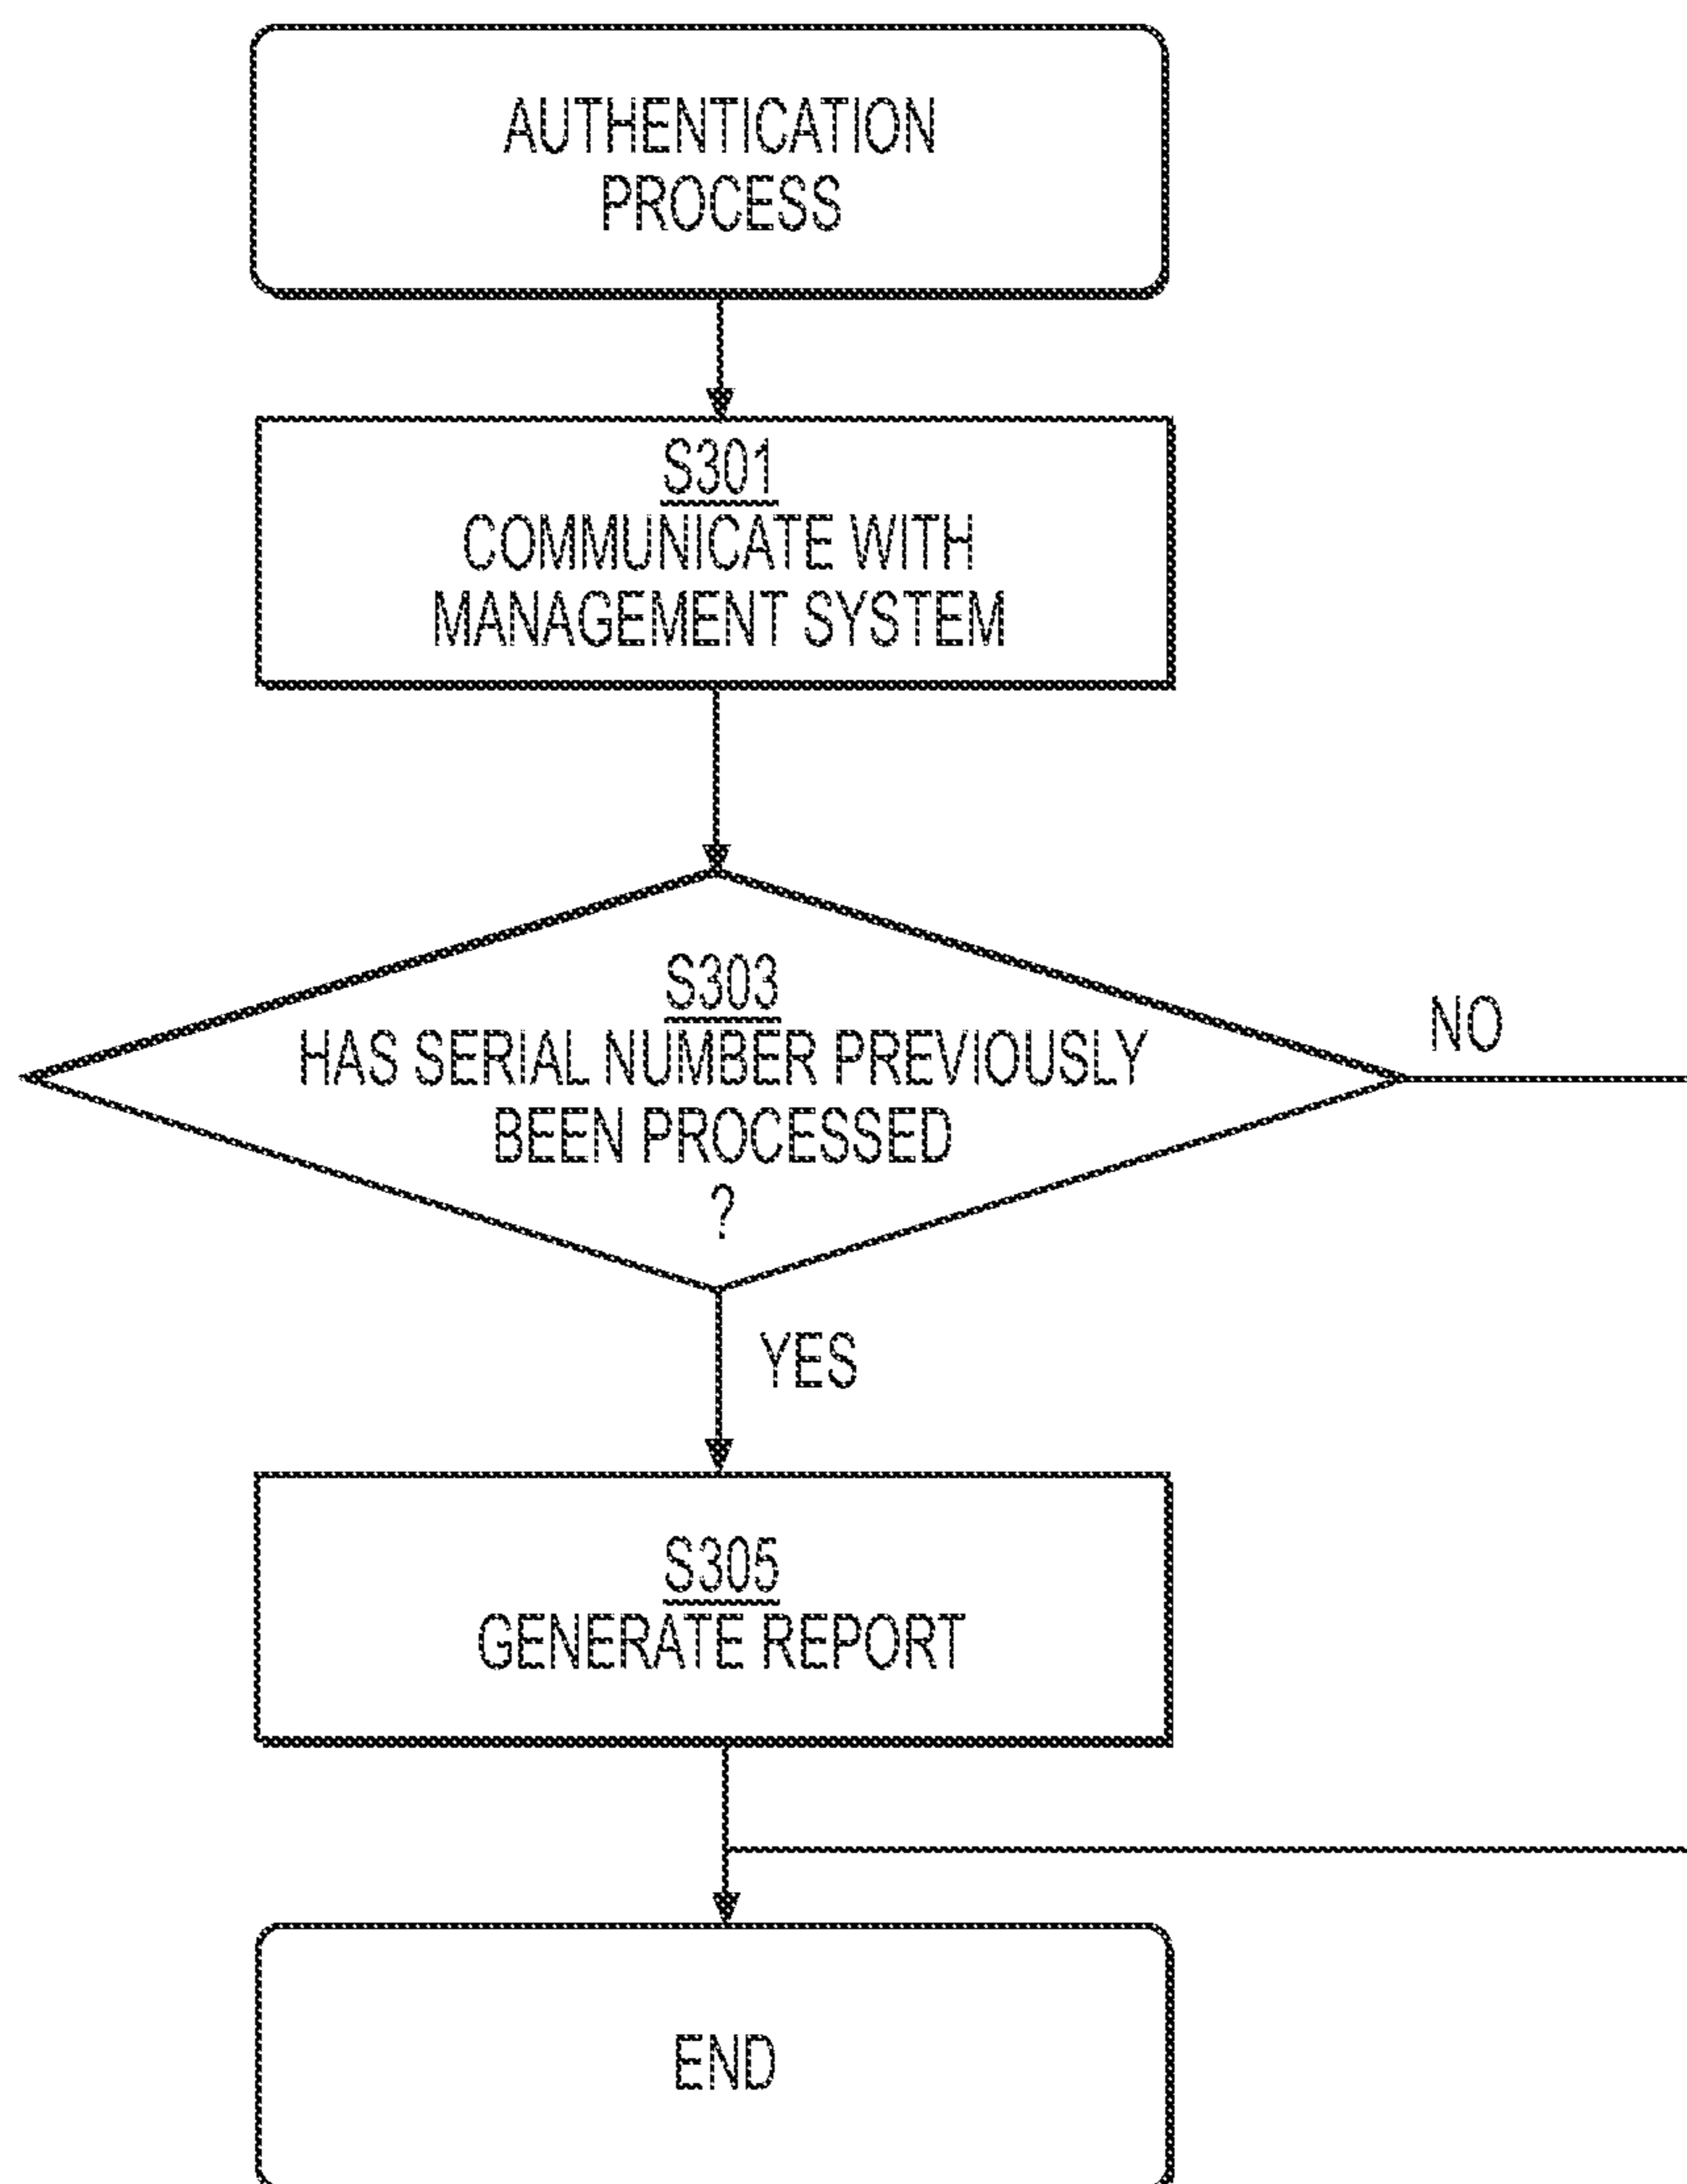 AUTHENTICATION
PROCESS
S301
COMMUNICATE WITH
MANAGEMENT SYSTEM
S303
HAS SERIAL NUMBER PREVIOUSLY
BEEN PROCESSED
?
NO
YES
S305
GENERATE REPORT
END